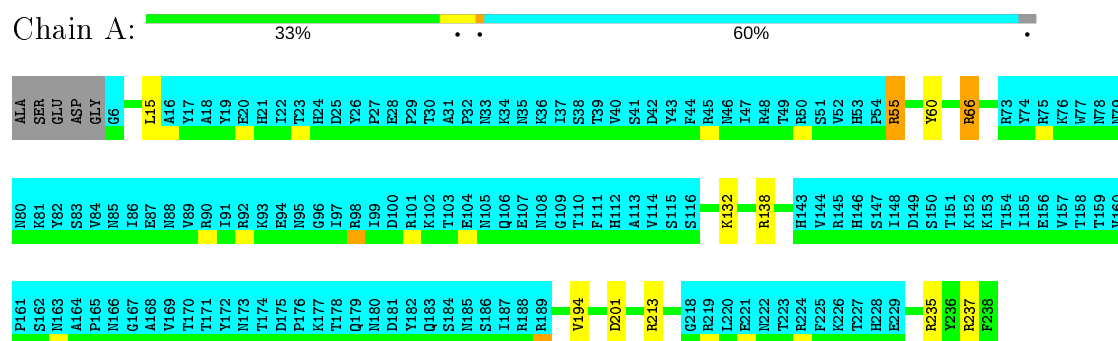 Chain A:
33% • • 60% •
ALA SER GLU ASP GLY G6 L15 A16 Y17 A18 Y19 E20 H21 I22 T23 H24 D25 Y26 P27 E28 P29 T30 A31 P32 N33 K34 N35 K36 I37 S38 T39 V40 S41 D42 Y43 F44 R45 N46 I47 R48 T49 R50 S51 V52 H53 P54 R55 Y60 R66 R73 Y74 R75 K76 W77 N78 N79
N80 K81 Y82 S83 V84 N85 I86 E87 N88 V89 R90 I91 R92 K93 E94 N95 G96 I97 R98 I99 D100 R101 K102 T103 E104 N105 Q106 E107 N108 G109 T110 F111 H112 A113 V114 S115 S116 K132 R138 H143 V144 R145 H146 S147 I148 D149 S150 T151 K152 K153 T154 I155 E156 V157 T158 T159 V160
P161 S162 N163 A164 P165 N166 G167 A168 V169 T170 T171 Y172 N173 T174 D175 P176 K177 T178 Q179 N180 D181 Y182 Q183 S184 N185 S186 I187 R188 R189 V194 D201 R213 G218 R219 L220 E221 N222 T223 R224 F225 K226 T227 H228 E229 R235 Y236 R237 F238